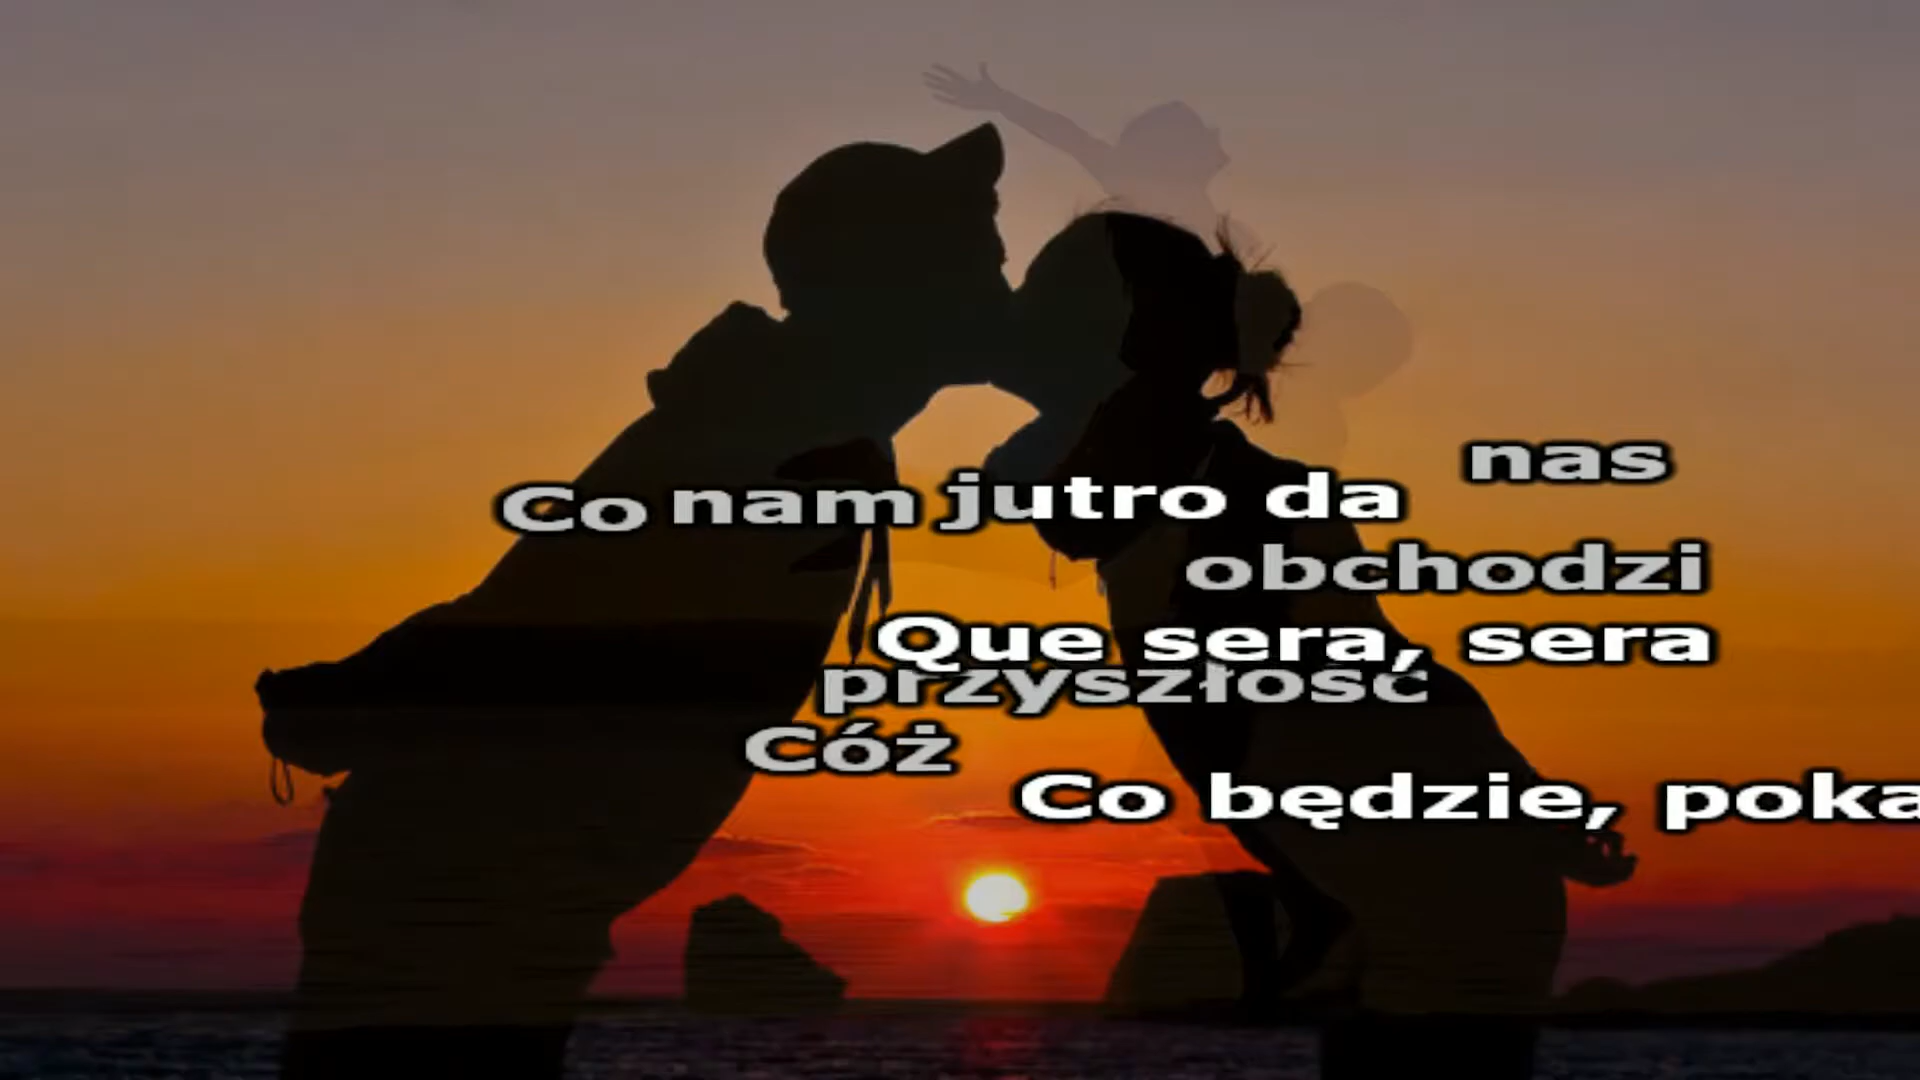 nas
Co nam jutro da
obchodzi
Que sera, sera
przyszłość
Cóż
Co będzie, poka